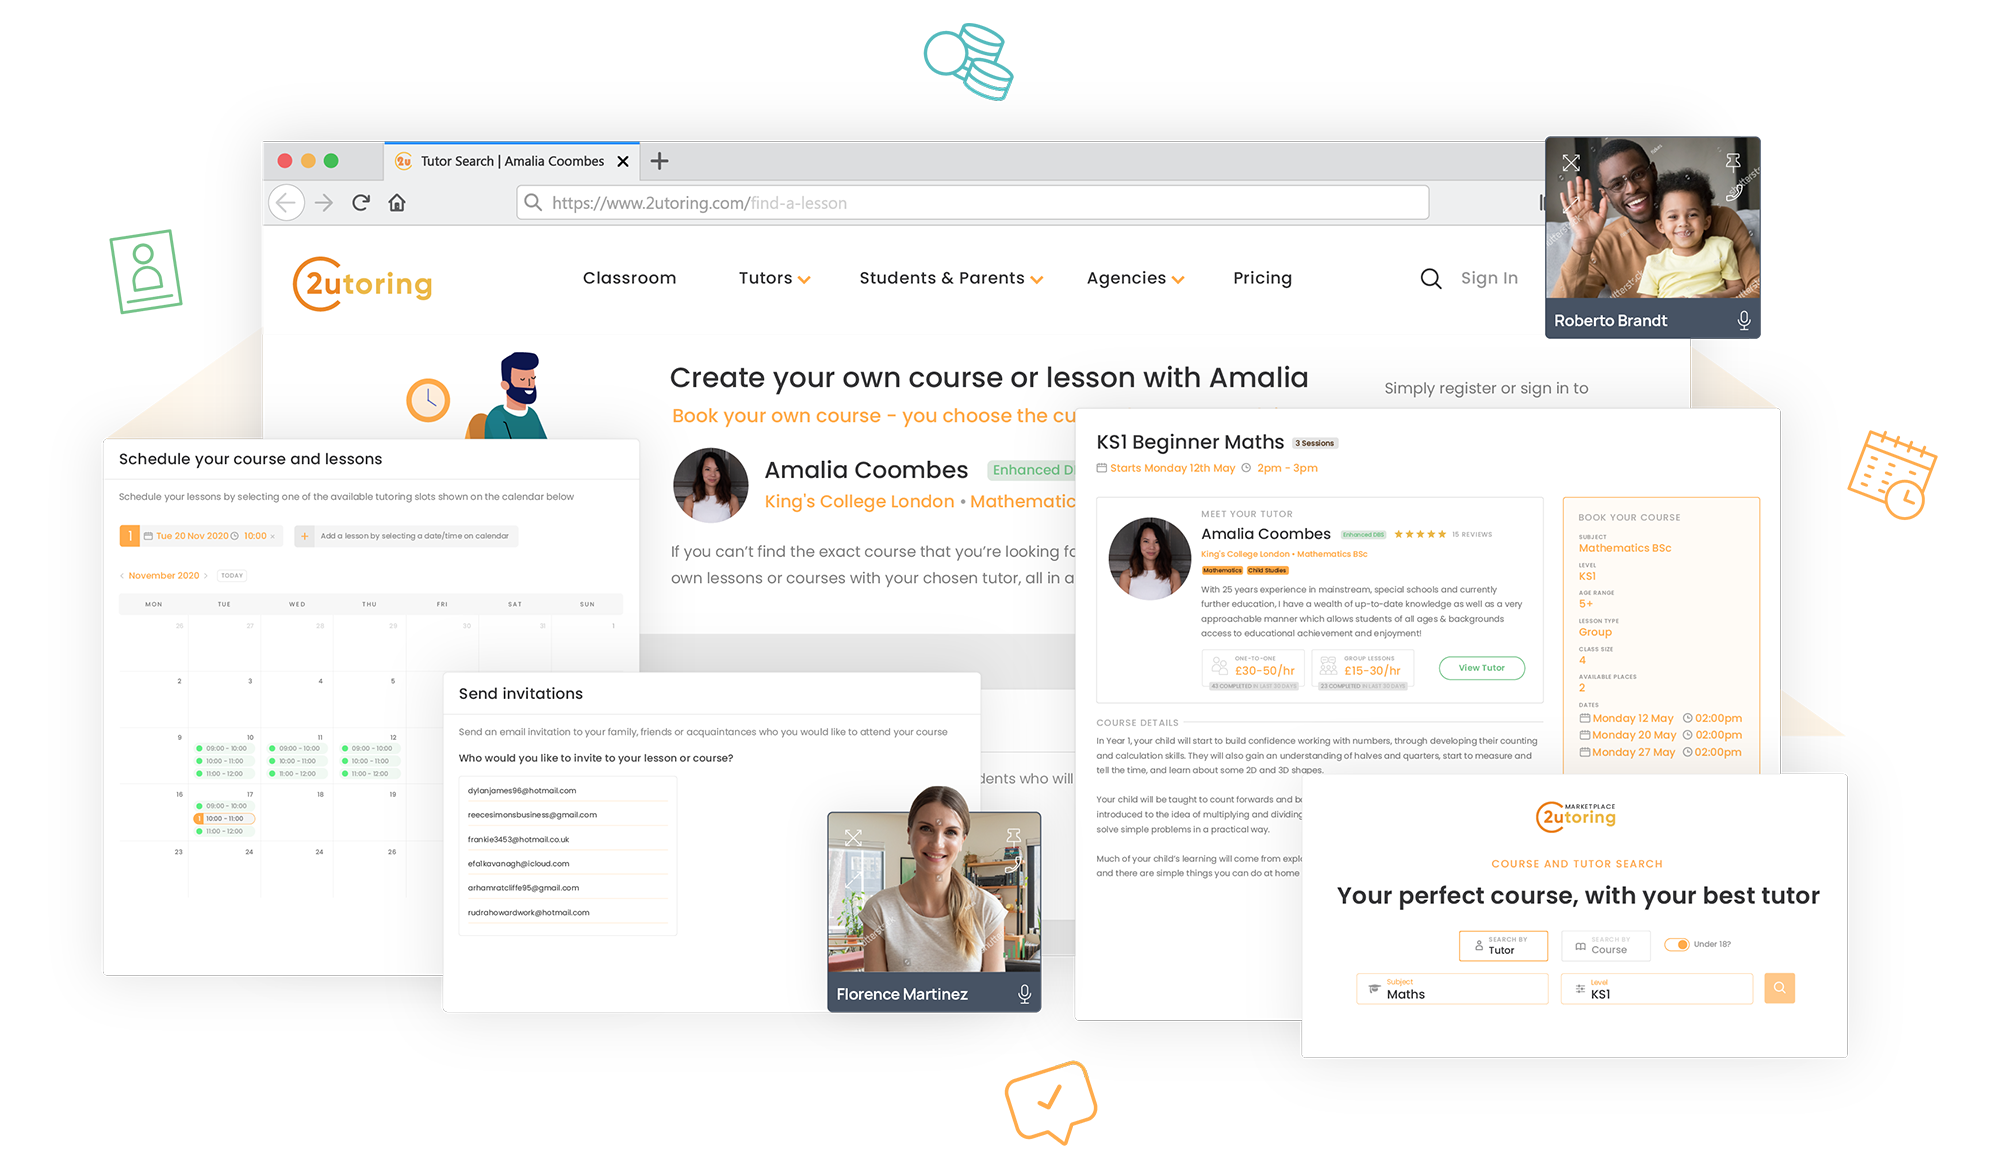 2u Tutor Search | Amalia Coombes
https://www.2utoring.com/find-a-lesson
2utoring
Classroom
Tutors
Students & Parents
Agencies
Pricing
Sign In
Roberto Brandt
Create your own course or lesson with Amalia
Book your own course - you choose the cu
Simply register or sign in to
Amalia Coombes
Enhanced D
King's College London • Mathematic
If you can't find the exact course that you're looking fo
own lessons or courses with your chosen tutor, all in a
dents who will
Schedule your course and lessons
Schedule your lessons by selecting one of the available tutoring slots shown on the calendar below
1 Tue 20 Nov 2020 10:00 ×
+ Add a lesson by selecting a date/time on calendar
‹ November 2020 › TODAY
MON TUE WED THU FRI SAT SUN
26 27 28 29 30 31 1
2 3 4 5
9 10 11 12
09:00 - 10:00 09:00 - 10:00 09:00 - 10:00
10:00 - 11:00 10:00 - 11:00 10:00 - 11:00
11:00 - 12:00 11:00 - 12:00 11:00 - 12:00
16 17 18 19
09:00 - 10:00
1 10:00 - 11:00
11:00 - 12:00
23 24 24 26
Send invitations
Send an email invitation to your family, friends or acquaintances who you would like to attend your course
Who would you like to invite to your lesson or course?
dylanjames96@hotmail.com
reecesimonsbusiness@gmail.com
frankie3453@hotmail.co.uk
efalkavanagh@icloud.com
arhamratcliffe95@gmail.com
rudrahowardwork@hotmail.com
Florence Martinez
KS1 Beginner Maths 3 Sessions
Starts Monday 12th May 2pm - 3pm
MEET YOUR TUTOR
Amalia Coombes Enhanced DBS 15 REVIEWS
King's College London • Mathematics BSc
Mathematics Child Studies
With 25 years experience in mainstream, special schools and currently
further education, I have a wealth of up-to-date knowledge as well as a very
approachable manner which allows students of all ages & backgrounds
access to educational achievement and enjoyment!
ONE-TO-ONE
£30-50/hr
43 COMPLETED IN LAST 30 DAYS
GROUP LESSONS
£15-30/hr
23 COMPLETED IN LAST 30 DAYS
View Tutor
BOOK YOUR COURSE
SUBJECT
Mathematics BSc
LEVEL
KS1
AGE RANGE
5+
LESSON TYPE
Group
CLASS SIZE
4
AVAILABLE PLACES
2
DATES
Monday 12 May 02:00pm
Monday 20 May 02:00pm
Monday 27 May 02:00pm
COURSE DETAILS
In Year 1, your child will start to build confidence working with numbers, through developing their counting
and calculation skills. They will also gain an understanding of halves and quarters, start to measure and
tell the time, and learn about some 2D and 3D shapes.
Your child will be taught to count forwards and b
introduced to the idea of multiplying and dividing
solve simple problems in a practical way.
Much of your child's learning will come from explo
and there are simple things you can do at home
MARKETPLACE
2utoring
COURSE AND TUTOR SEARCH
Your perfect course, with your best tutor
SEARCH BY
Tutor
SEARCH BY
Course
Under 18?
Subject
Maths
Level
KS1